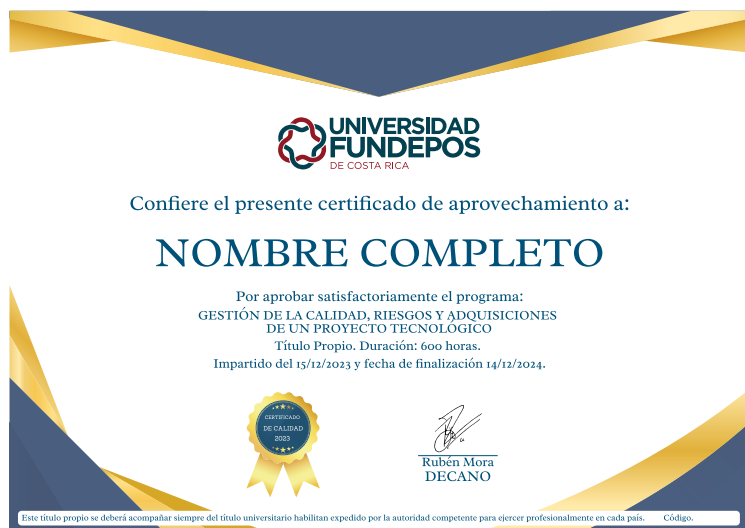 UNIVERSIDAD
FUNDEPOS
DE COSTA RICA
Confiere el presente certificado de aprovechamiento a:
NOMBRE COMPLETO
Por aprobar satisfactoriamente el programa:
GESTIÓN DE LA CALIDAD, RIESGOS Y ADQUISICIONES
DE UN PROYECTO TECNOLÓGICO
Título Propio. Duración: 600 horas.
Impartido del 15/12/2023 y fecha de finalización 14/12/2024.
CERTIFICADO
DE CALIDAD
2023
Rubén Mora
DECANO
Este título propio se deberá acompañar siempre del título universitario habilitan expedido por la autoridad competente para ejercer profesionalmente en cada país. Código.